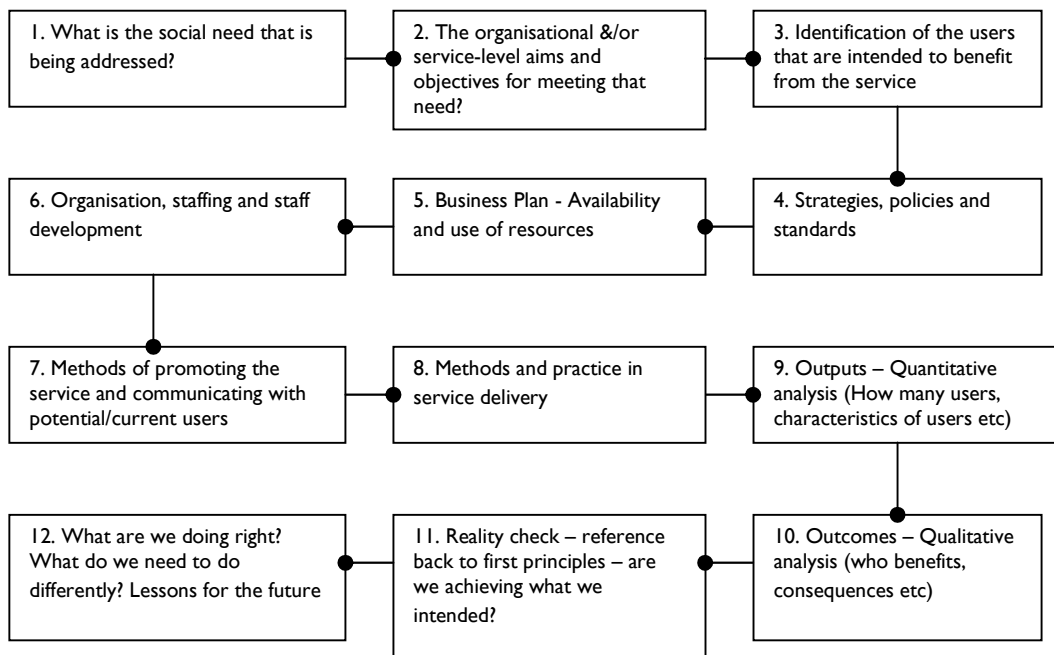 1. What is the social need that is
being addressed?
2. The organisational &/or
service-level aims and
objectives for meeting that
need?
3. Identification of the users
that are intended to benefit
from the service
4. Strategies, policies and
standards
5. Business Plan - Availability
and use of resources
6. Organisation, staffing and staff
development
7. Methods of promoting the
service and communicating with
potential/current users
8. Methods and practice in
service delivery
9. Outputs – Quantitative
analysis (How many users,
characteristics of users etc)
10. Outcomes – Qualitative
analysis (who benefits,
consequences etc)
11. Reality check – reference
back to first principles – are
we achieving what we
intended?
12. What are we doing right?
What do we need to do
differently? Lessons for the future